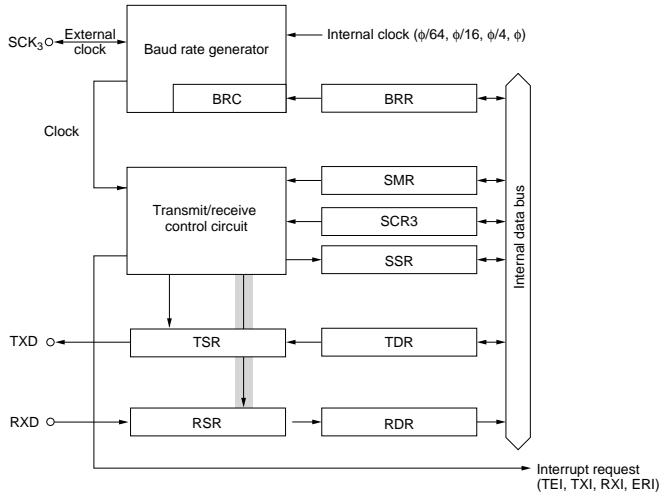 SCK3
External
clock
Baud rate generator
Internal clock (ϕ/64, ϕ/16, ϕ/4, ϕ)
BRC
BRR
Clock
Transmit/receive
control circuit
SMR
SCR3
SSR
Internal data bus
TXD
TSR
TDR
RXD
RSR
RDR
Interrupt request
(TEI, TXI, RXI, ERI)